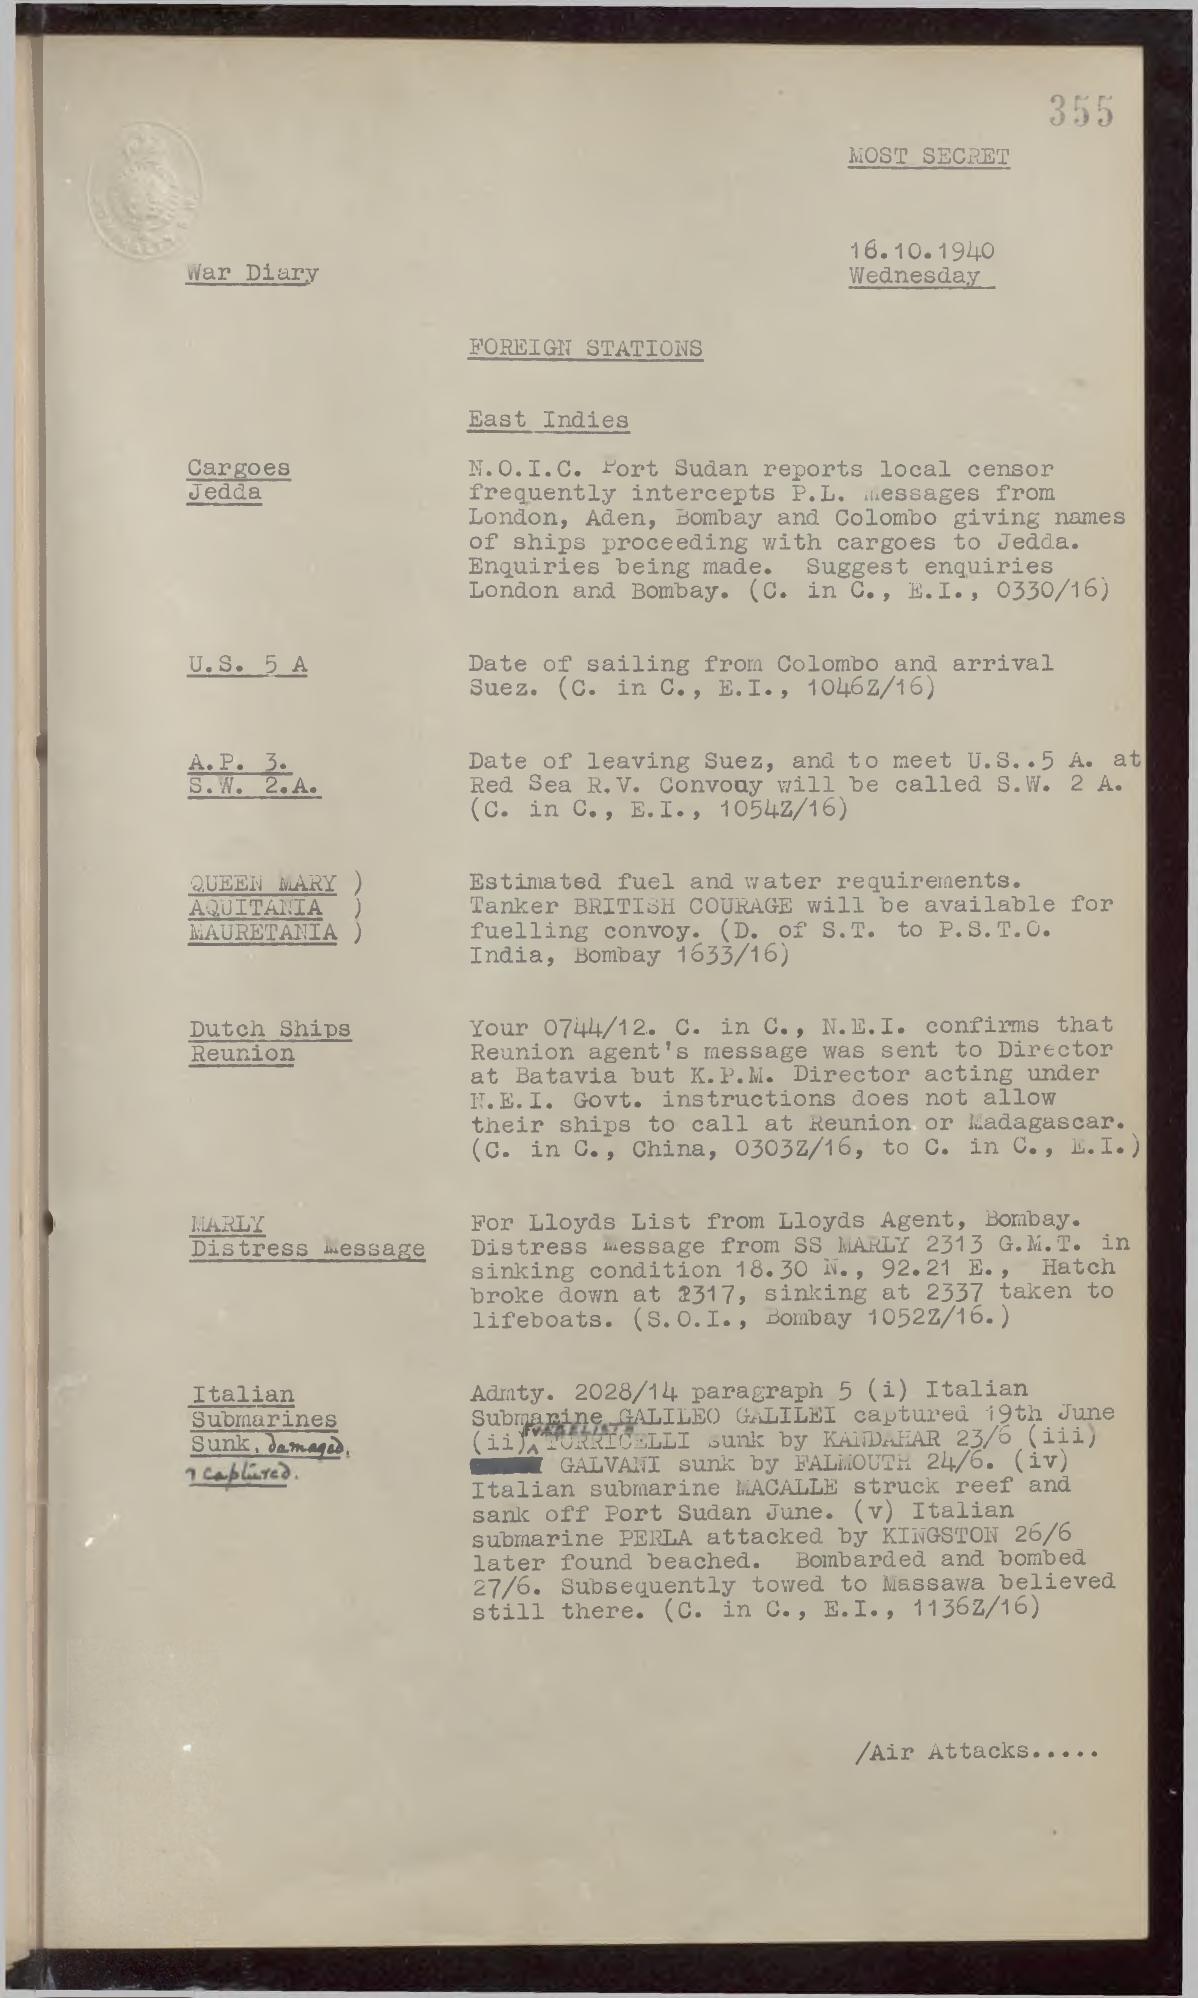 355
MOST SECRET
16.10.1940
Wednesday
War Diary
FOREIGN STATIONS
East Indies
Cargoes
Jedda
N.O.I.C. Port Sudan reports local censor
frequently intercepts P.L. messages from
London, Aden, Bombay and Colombo giving names
of ships proceeding with cargoes to Jedda.
Enquiries being made. Suggest enquiries
London and Bombay. (C. in C., E.I., 0330/16)
U.S. 5 A
Date of sailing from Colombo and arrival
Suez. (C. in C., E.I., 1046Z/16)
A.P. 3.
S.W. 2.A.
Date of leaving Suez, and to meet U.S..5 A. at
Red Sea R.V. Convoy will be called S.W. 2 A.
(C. in C., E.I., 1054Z/16)
QUEEN MARY )
AQUITANIA )
MAURETANIA )
Estimated fuel and water requirements.
Tanker BRITISH COURAGE will be available for
fuelling convoy. (D. of S.T. to P.S.T.O.
India, Bombay 1633/16)
Dutch Ships
Reunion
Your 0744/12. C. in C., N.E.I. confirms that
Reunion agent's message was sent to Director
at Batavia but K.P.M. Director acting under
N.E.I. Govt. instructions does not allow
their ships to call at Reunion or Madagascar.
(C. in C., China, 0303Z/16, to C. in C., E.I.)
MARLY
Distress Message
For Lloyds List from Lloyds Agent, Bombay.
Distress Message from SS MARLY 2313 G.M.T. in
sinking condition 18.30 N., 92.21 E., Hatch
broke down at 2317, sinking at 2337 taken to
lifeboats. (S.O.I., Bombay 1052Z/16.)
Italian
Submarines
Sunk, damaged,
& captured.
Admty. 2028/14 paragraph 5 (i) Italian
Submarine GALILEO GALILEI captured 19th June
(ii) EVANGELISTA TORRICELLI sunk by KANDAHAR 23/6 (iii)
GALVANI sunk by FALMOUTH 24/6. (iv)
Italian submarine MACALLE struck reef and
sank off Port Sudan June. (v) Italian
submarine PERLA attacked by KINGSTON 26/6
later found beached. Bombarded and bombed
27/6. Subsequently towed to Massawa believed
still there. (C. in C., E.I., 1136Z/16)
/Air Attacks.....